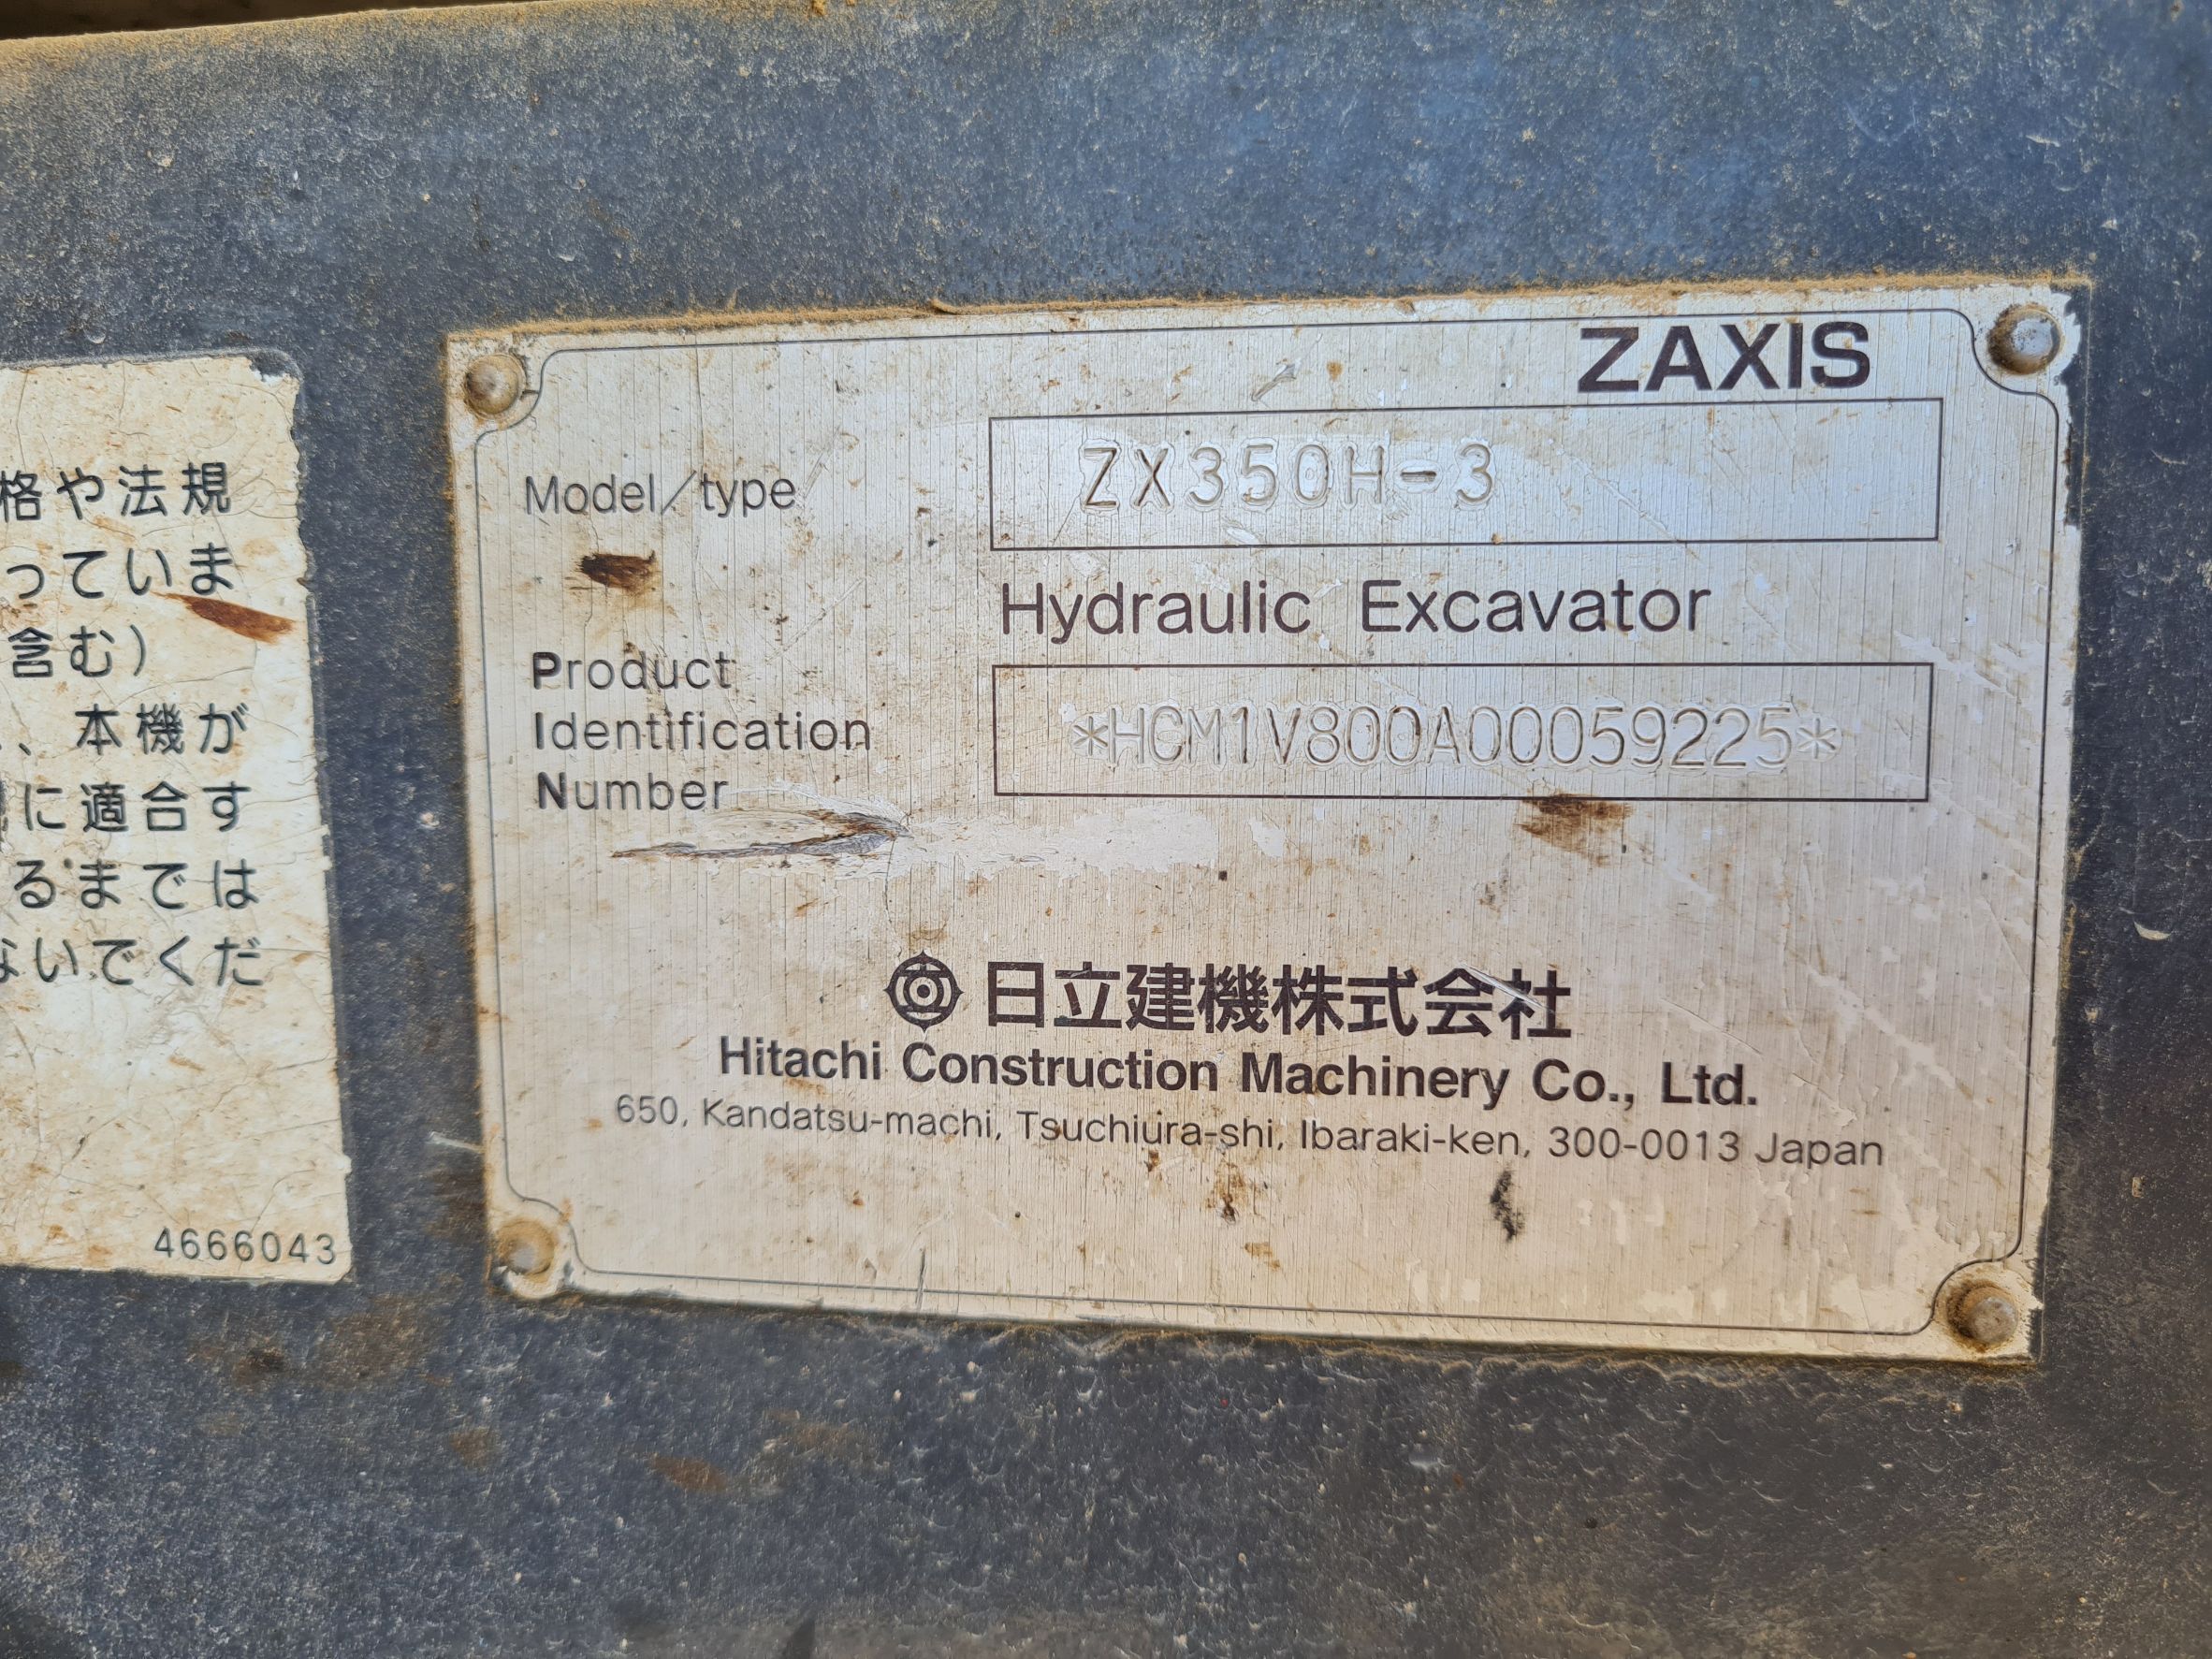 格や法規
っていま
含む)
、本機が
に適合す
るまでは
ないでくだ
4666043
ZAXIS
Model/type
ZX350H-3
Hydraulic Excavator
Product
Identification
Number
*HCM1V800A00059225*
日立建機株式会社
Hitachi Construction Machinery Co., Ltd.
650, Kandatsu-machi, Tsuchiura-shi, Ibaraki-ken, 300-0013 Japan